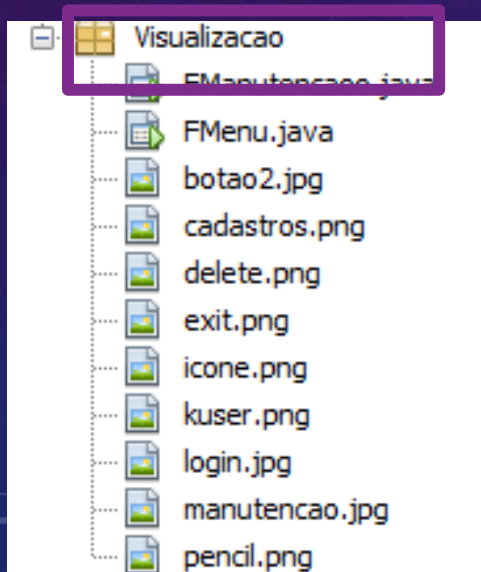 Visualizacao
FManutencaoo.java
FMenu.java
botao2.jpg
cadastros.png
delete.png
exit.png
icone.png
kuser.png
login.jpg
manutencao.jpg
pencil.png